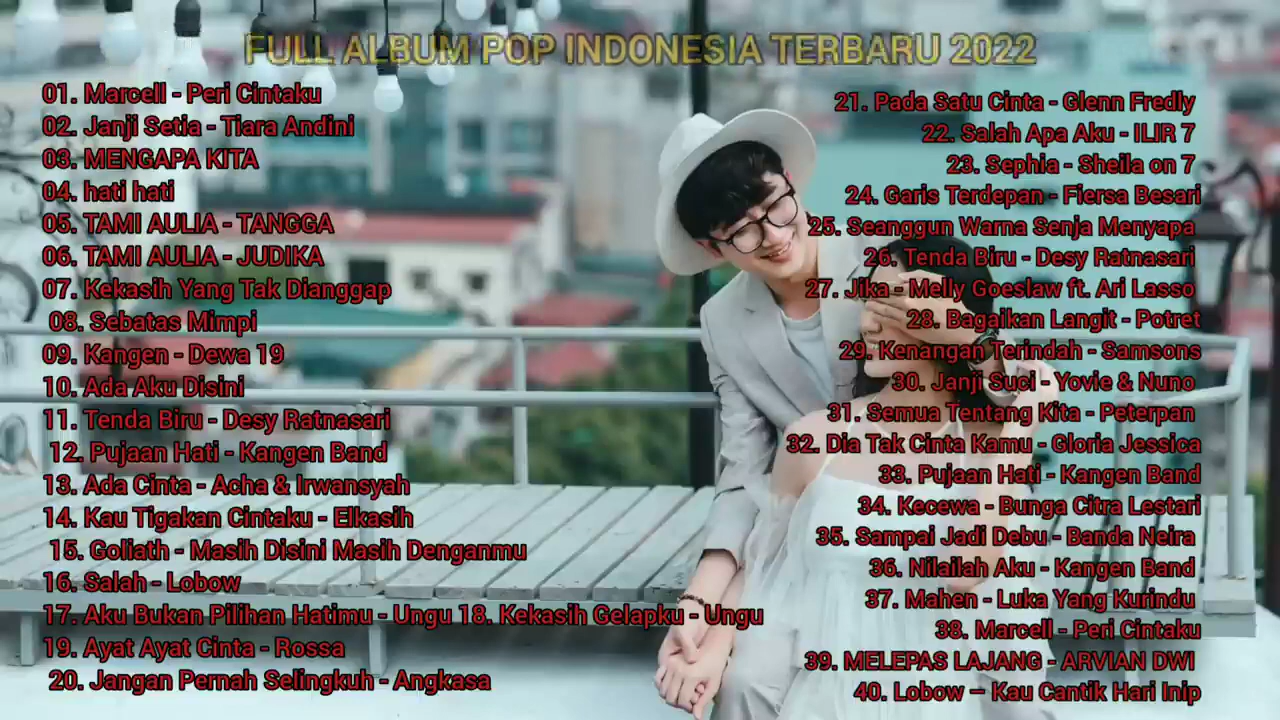 FULL ALBUM POP INDONESIA TERBARU 2022
01. Marcell - Peri Cintaku
02. Janji Setia - Tiara Andini
03. MENGAPA KITA
04. hati hati
05. TAMI AULIA - TANGGA
06. TAMI AULIA - JUDIKA
07. Kekasih Yang Tak Dianggap
08. Sebatas Mimpi
09. Kangen - Dewa 19
10. Ada Aku Disini
11. Tenda Biru - Desy Ratnasari
12. Pujaan Hati - Kangen Band
13. Ada Cinta - Acha & Irwansyah
14. Kau Tigakan Cintaku - Elkasih
15. Goliath - Masih Disini Masih Denganmu
16. Salah - Lobow
17. Aku Bukan Pilihan Hatimu - Ungu 18. Kekasih Gelapku - Ungu
19. Ayat Ayat Cinta - Rossa
20. Jangan Pernah Selingkuh - Angkasa
21. Pada Satu Cinta - Glenn Fredly
22. Salah Apa Aku - ILIR 7
23. Sephia - Sheila on 7
24. Garis Terdepan - Fiersa Besari
25. Seanggun Warna Senja Menyapa
26. Tenda Biru - Desy Ratnasari
27. Jika - Melly Goeslaw ft. Ari Lasso
28. Bagaikan Langit - Potret
29. Kenangan Terindah - Samsons
30. Janji Suci - Yovie & Nuno
31. Semua Tentang Kita - Peterpan
32. Dia Tak Cinta Kamu - Gloria Jessica
33. Pujaan Hati - Kangen Band
34. Kecewa - Bunga Citra Lestari
35. Sampai Jadi Debu - Banda Neira
36. Nilailah Aku - Kangen Band
37. Mahen - Luka Yang Kurindu
38. Marcell - Peri Cintaku
39. MELEPAS LAJANG - ARVIAN DWI
40. Lobow – Kau Cantik Hari Inip